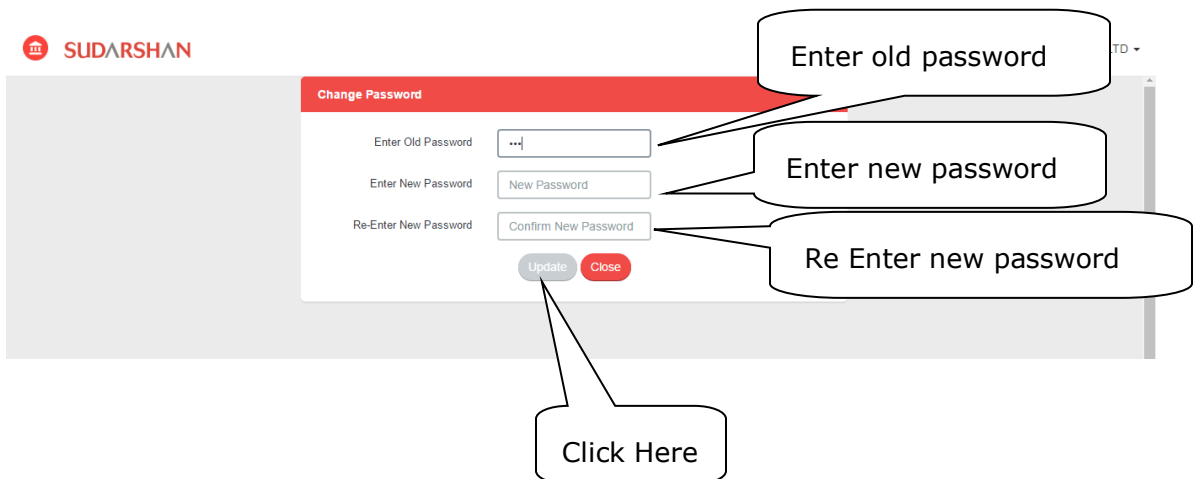 SUDARSHAN
Enter old password
LTD
Change Password
Enter Old Password
•••
Enter New Password
New Password
Enter new password
Re-Enter New Password
Confirm New Password
Re Enter new password
Update
Close
Click Here